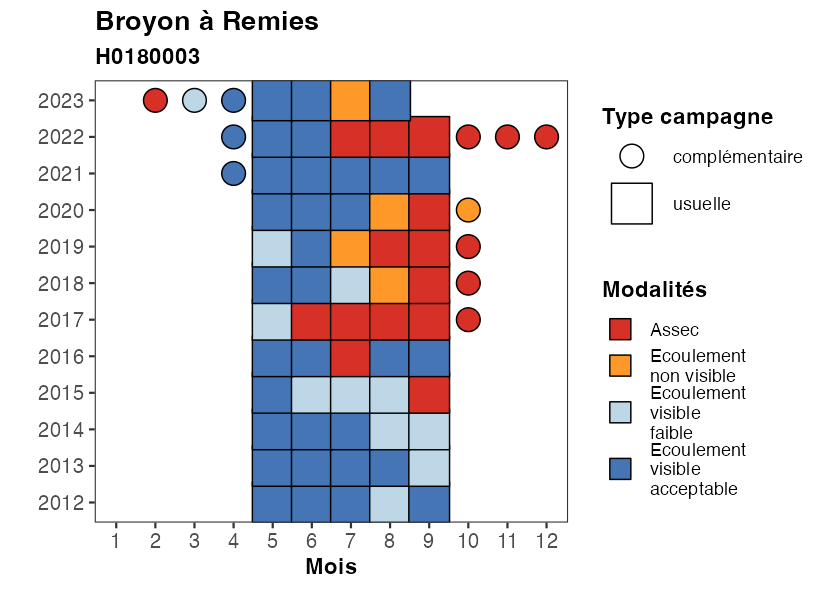 Broyon à Remies
H0180003
2023
2022
2021
2020
2019
2018
2017
2016
2015
2014
2013
2012
1 2 3 4 5 6 7 8 9 10 11 12
Mois
Type campagne
complémentaire
usuelle
Modalités
Assec
Ecoulement
non visible
Ecoulement
visible
faible
Ecoulement
visible
acceptable